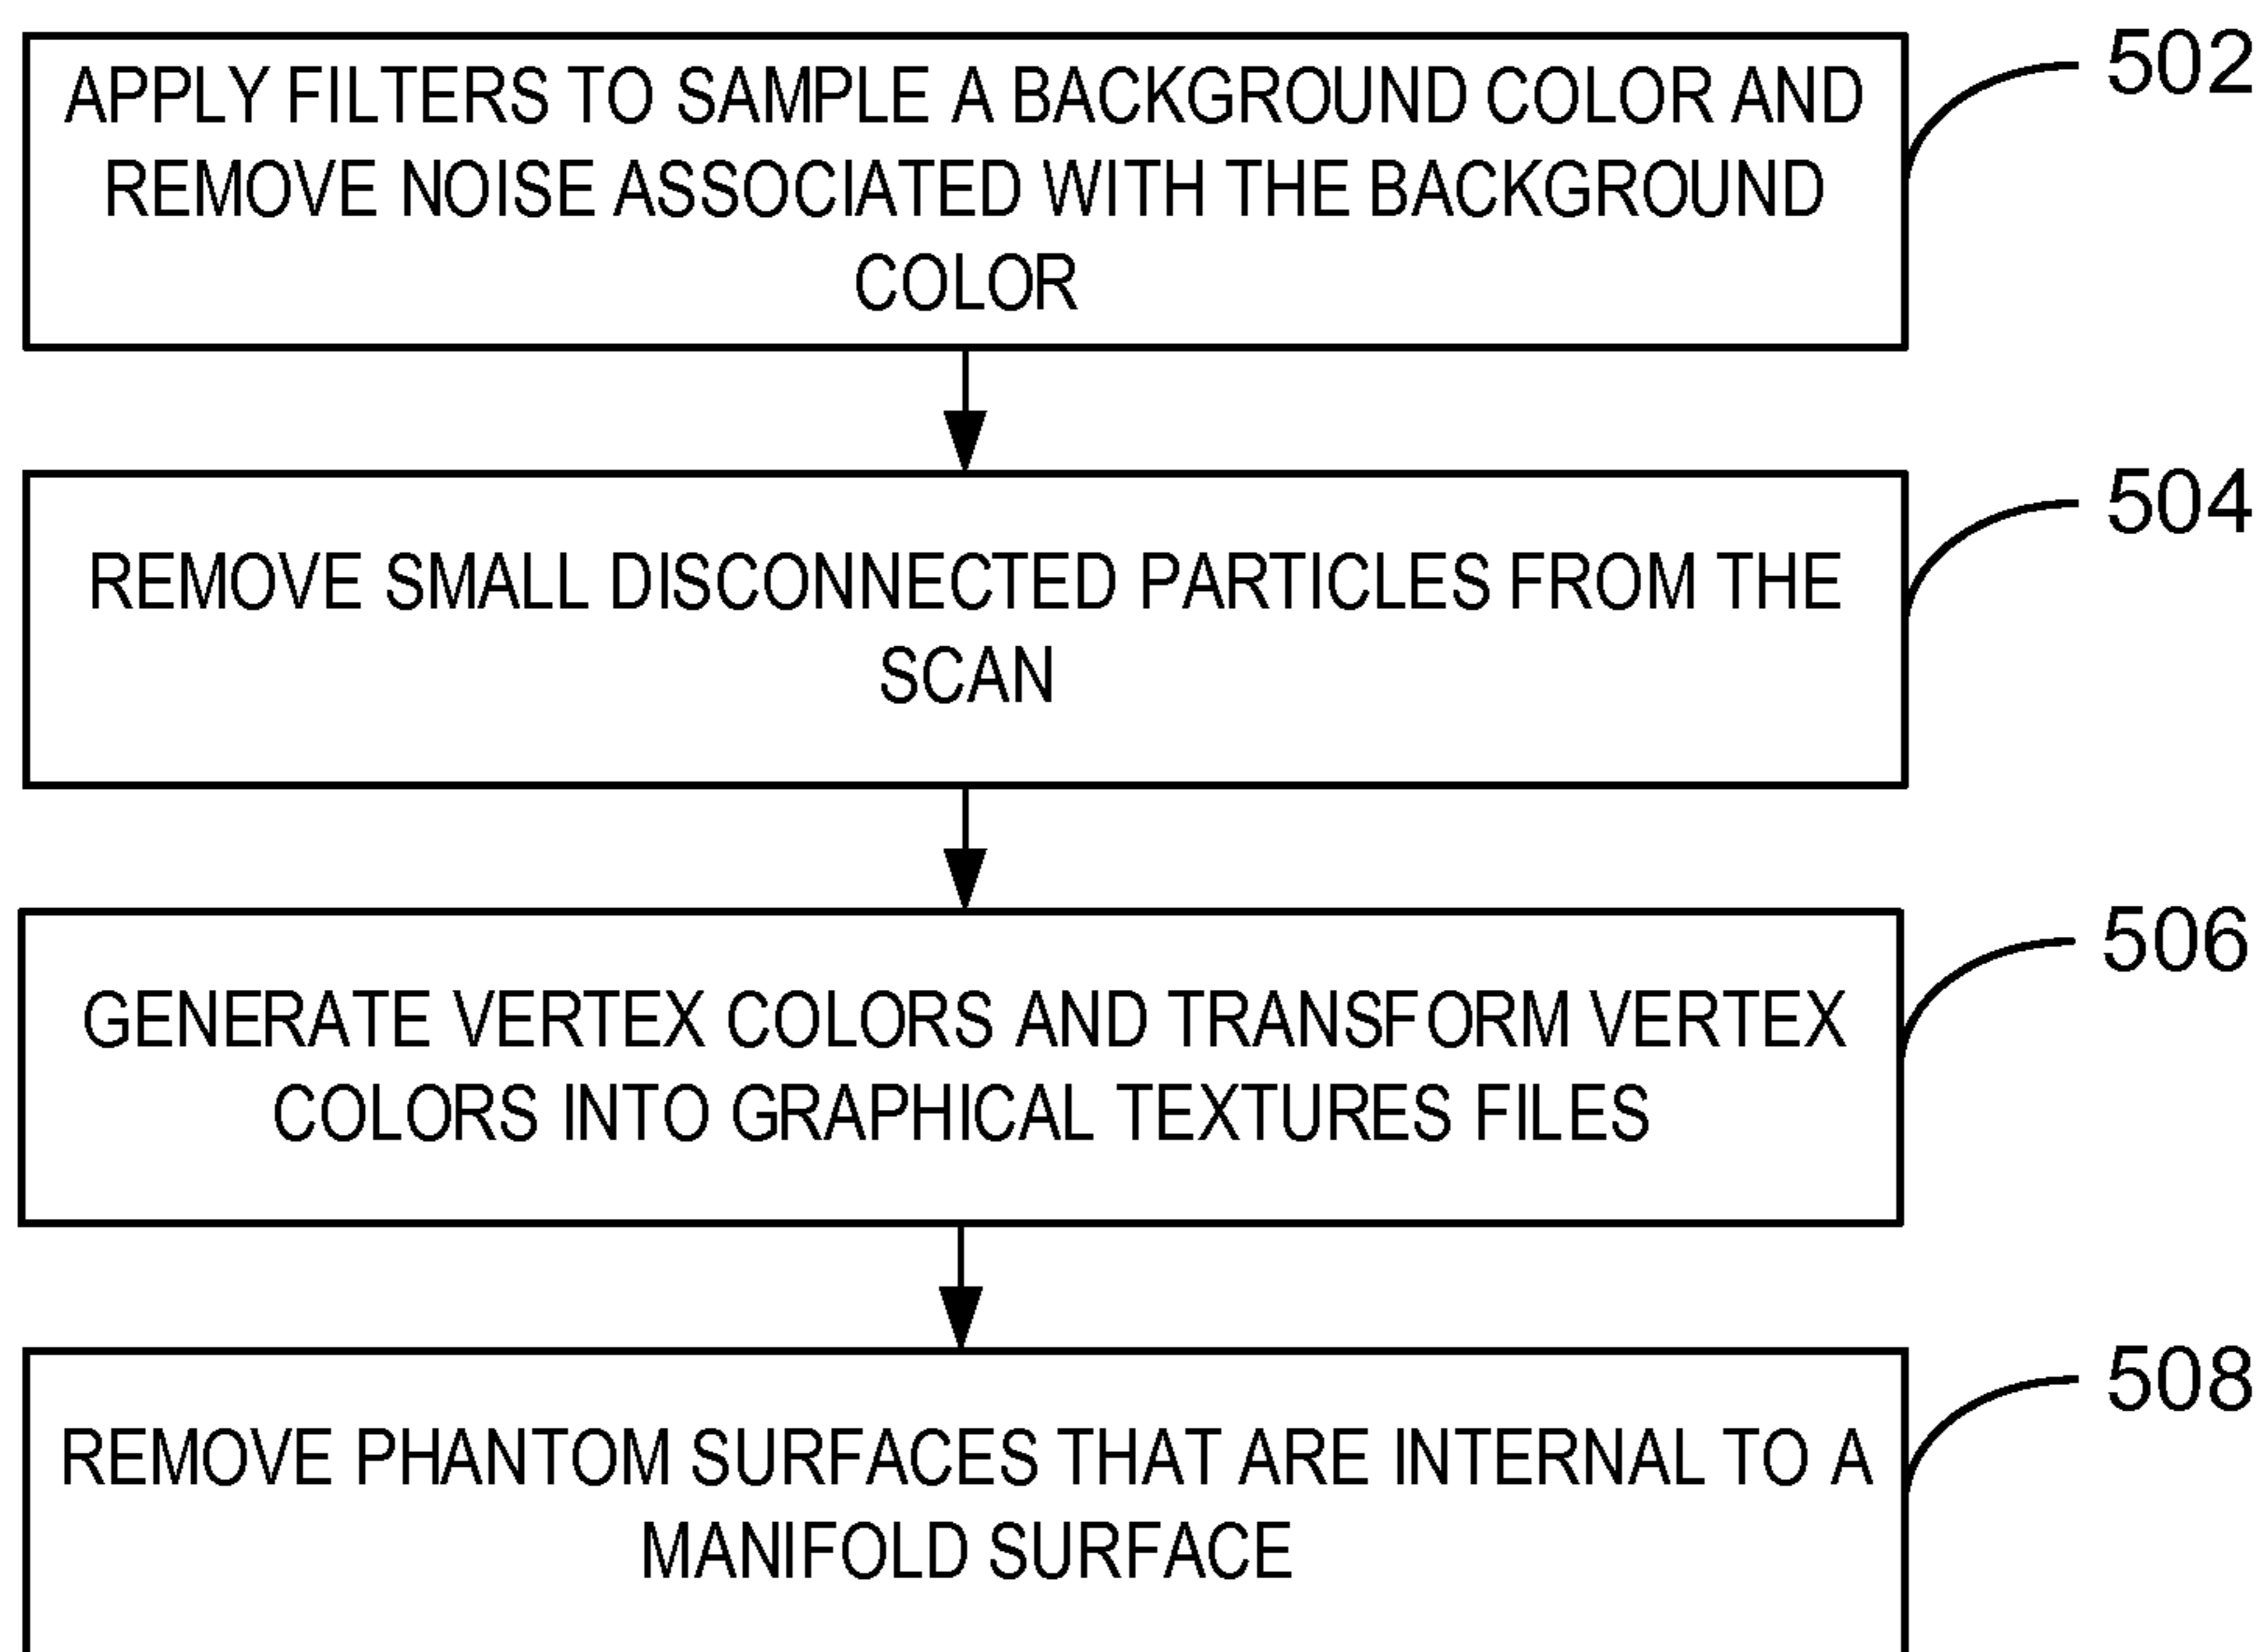 APPLY FILTERS TO SAMPLE A BACKGROUND COLOR AND
REMOVE NOISE ASSOCIATED WITH THE BACKGROUND
COLOR
502
REMOVE SMALL DISCONNECTED PARTICLES FROM THE
SCAN
504
GENERATE VERTEX COLORS AND TRANSFORM VERTEX
COLORS INTO GRAPHICAL TEXTURES FILES
506
REMOVE PHANTOM SURFACES THAT ARE INTERNAL TO A
MANIFOLD SURFACE
508